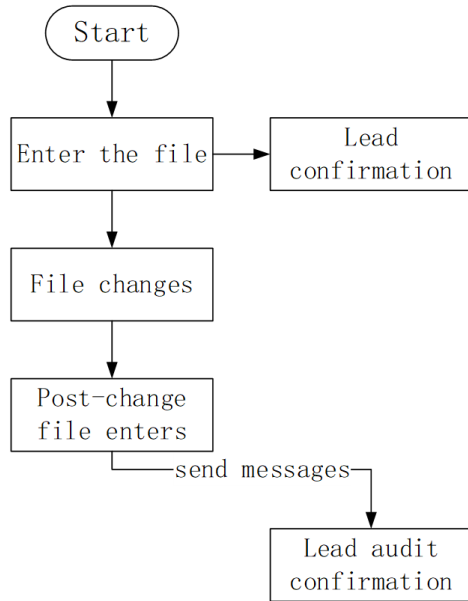 Start
Enter the file
Lead
confirmation
File changes
Post-change
file enters
send messages
Lead audit
confirmation